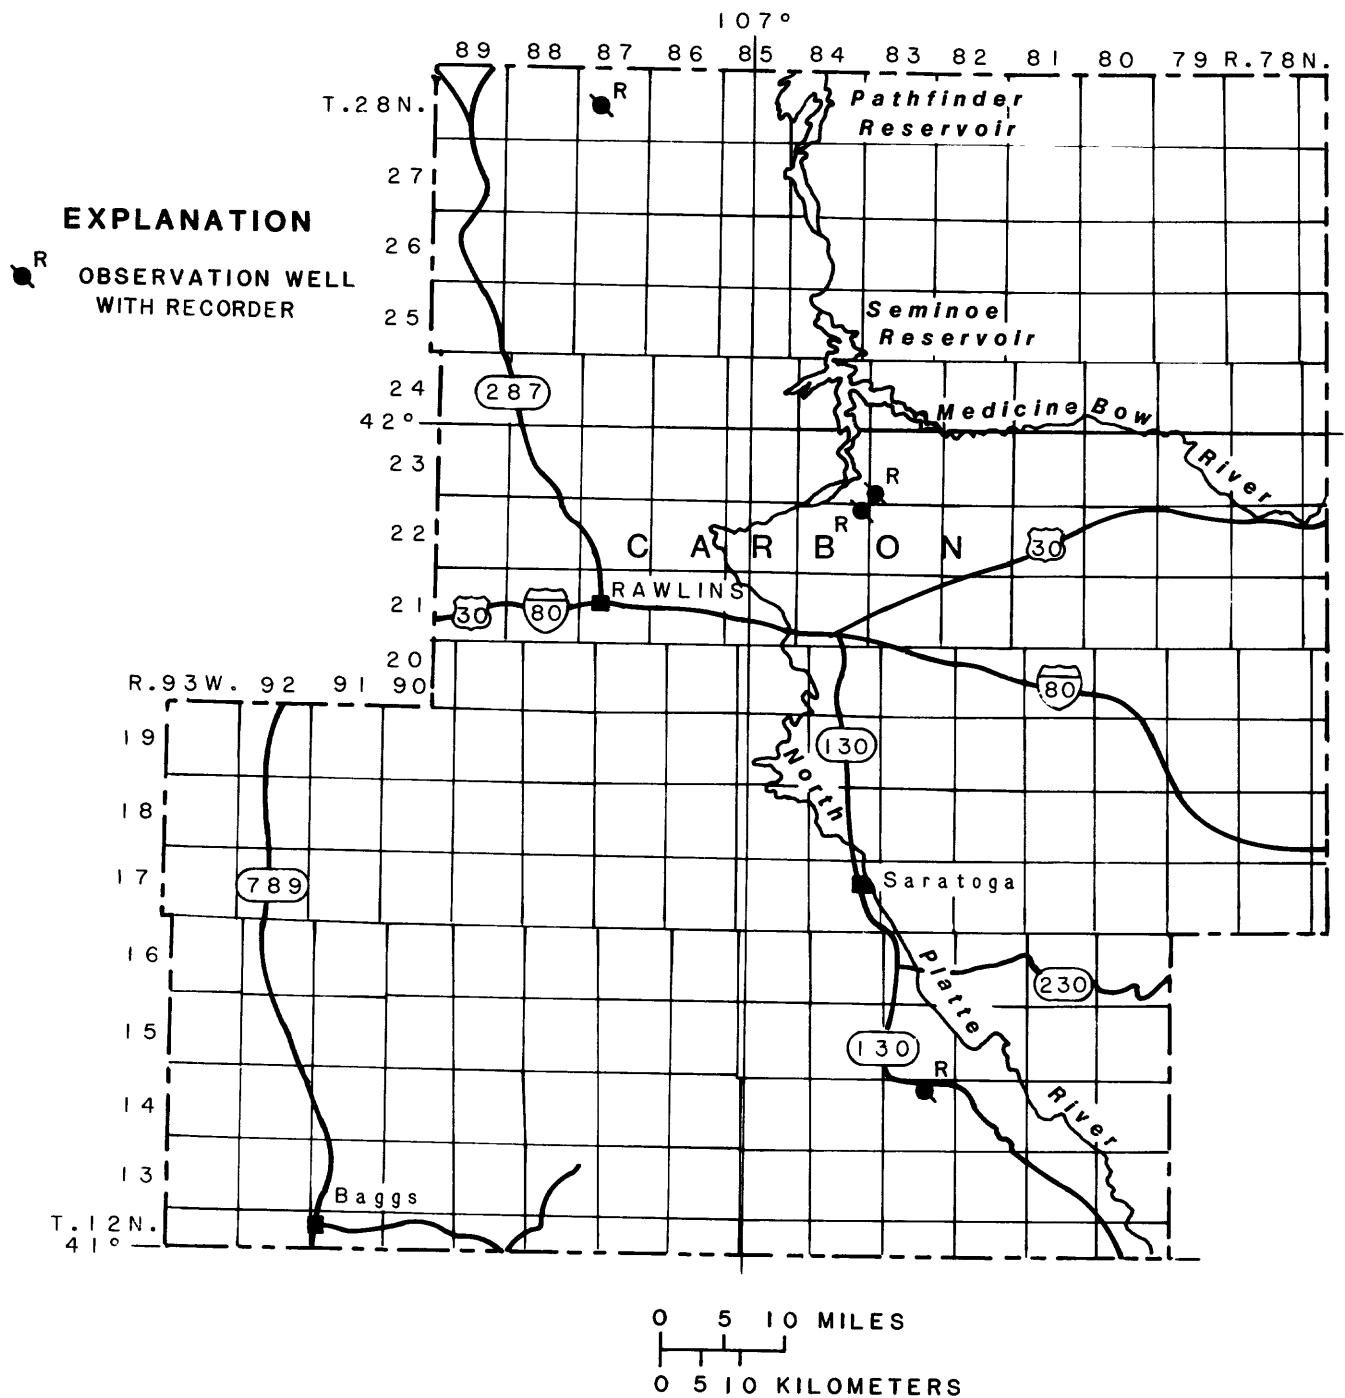 107°
89 88 87 86 85 84 83 82 81 80 79 R.78N.
T.28N.
R
Pathfinder
Reservoir
27
EXPLANATION
26
R
OBSERVATION WELL
WITH RECORDER
25
Seminoe
Reservoir
24
287
42°
Medicine Bow
River
23
R
R
22
CARBON
30
21
RAWLINS
30
80
20
R.93W. 92 91 90
80
19
130
North
18
17
789
Saratoga
16
Platte
230
15
130
R
14
River
13
Baggs
T.12N.
41°
0 5 10 MILES
0 5 10 KILOMETERS